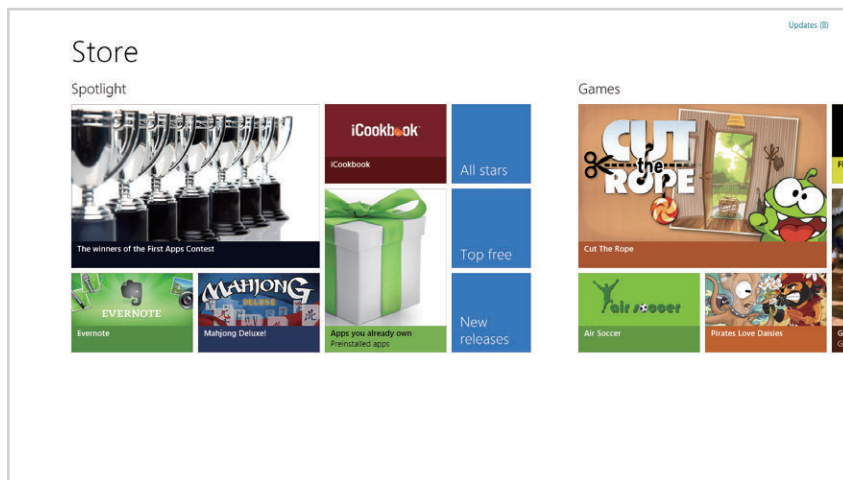 Updates (8)
Store
Spotlight
The winners of the First Apps Contest
EVERNOTE
Evernote
MAHJONG
DELUXE
Mahjong Deluxe!
iCookbook
iCookbook
Apps you already own
Preinstalled apps
All stars
Top free
New
releases
Games
CUT
the
ROPE
Cut The Rope
air soccer
Air Soccer
Pirates Love Daisies